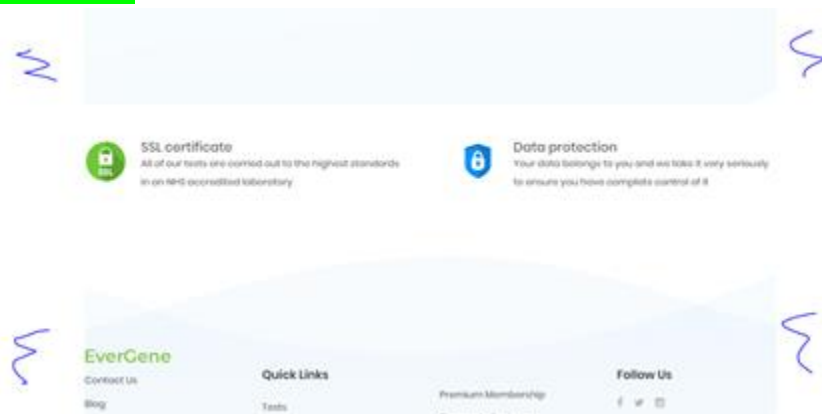 SSL certificate
All of our tests are carried out to the highest standards
in an NHS accredited laboratory
SSL
Data protection
Your data belongs to you and we take it very seriously
to ensure you have complete control of it
EverGene
Contact Us
Blog
Quick Links
Tests
Premium Membership
Follow Us